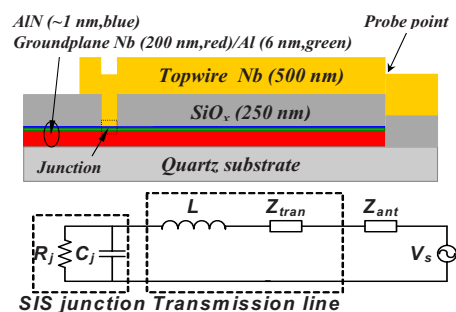 AlN (~1 nm,blue)
Groundplane Nb (200 nm,red)/Al (6 nm,green)
Probe point
Topwire Nb (500 nm)
SiOx (250 nm)
Junction
Quartz substrate
L
Ztran
Zant
Rj
Cj
Vs
SIS junction
Transmission line